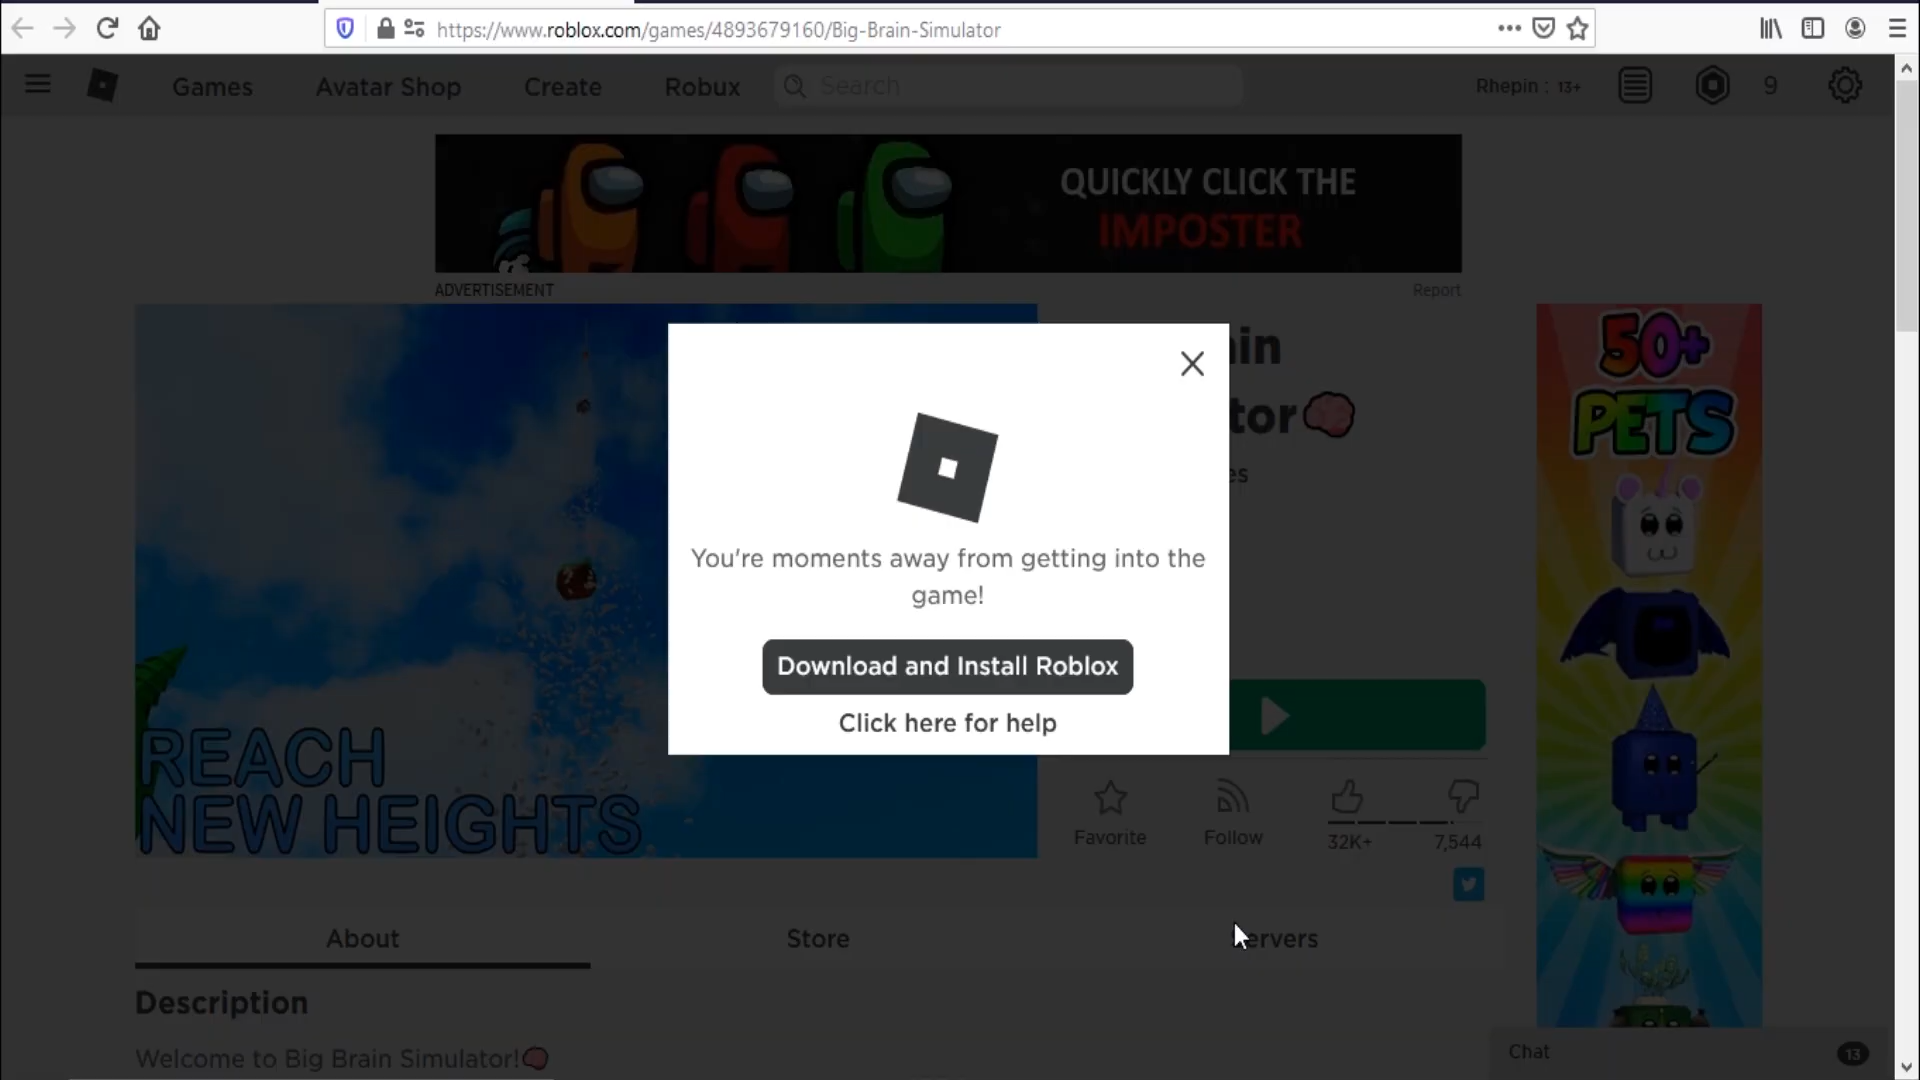 https://www.roblox.com/games/4893679160/Big-Brain-Simulator
Games
Avatar Shop
Create
Robux
Search
Rhepin : 13+
9
QUICKLY CLICK THE
IMPOSTER
ADVERTISEMENT
Report
REACH
NEW HEIGHTS
You're moments away from getting into the
game!
Download and Install Roblox
Click here for help
50+
PETS
Favorite
Follow
32K+
7,544
About
Store
Description
Welcome to Big Brain Simulator!
Chat
13